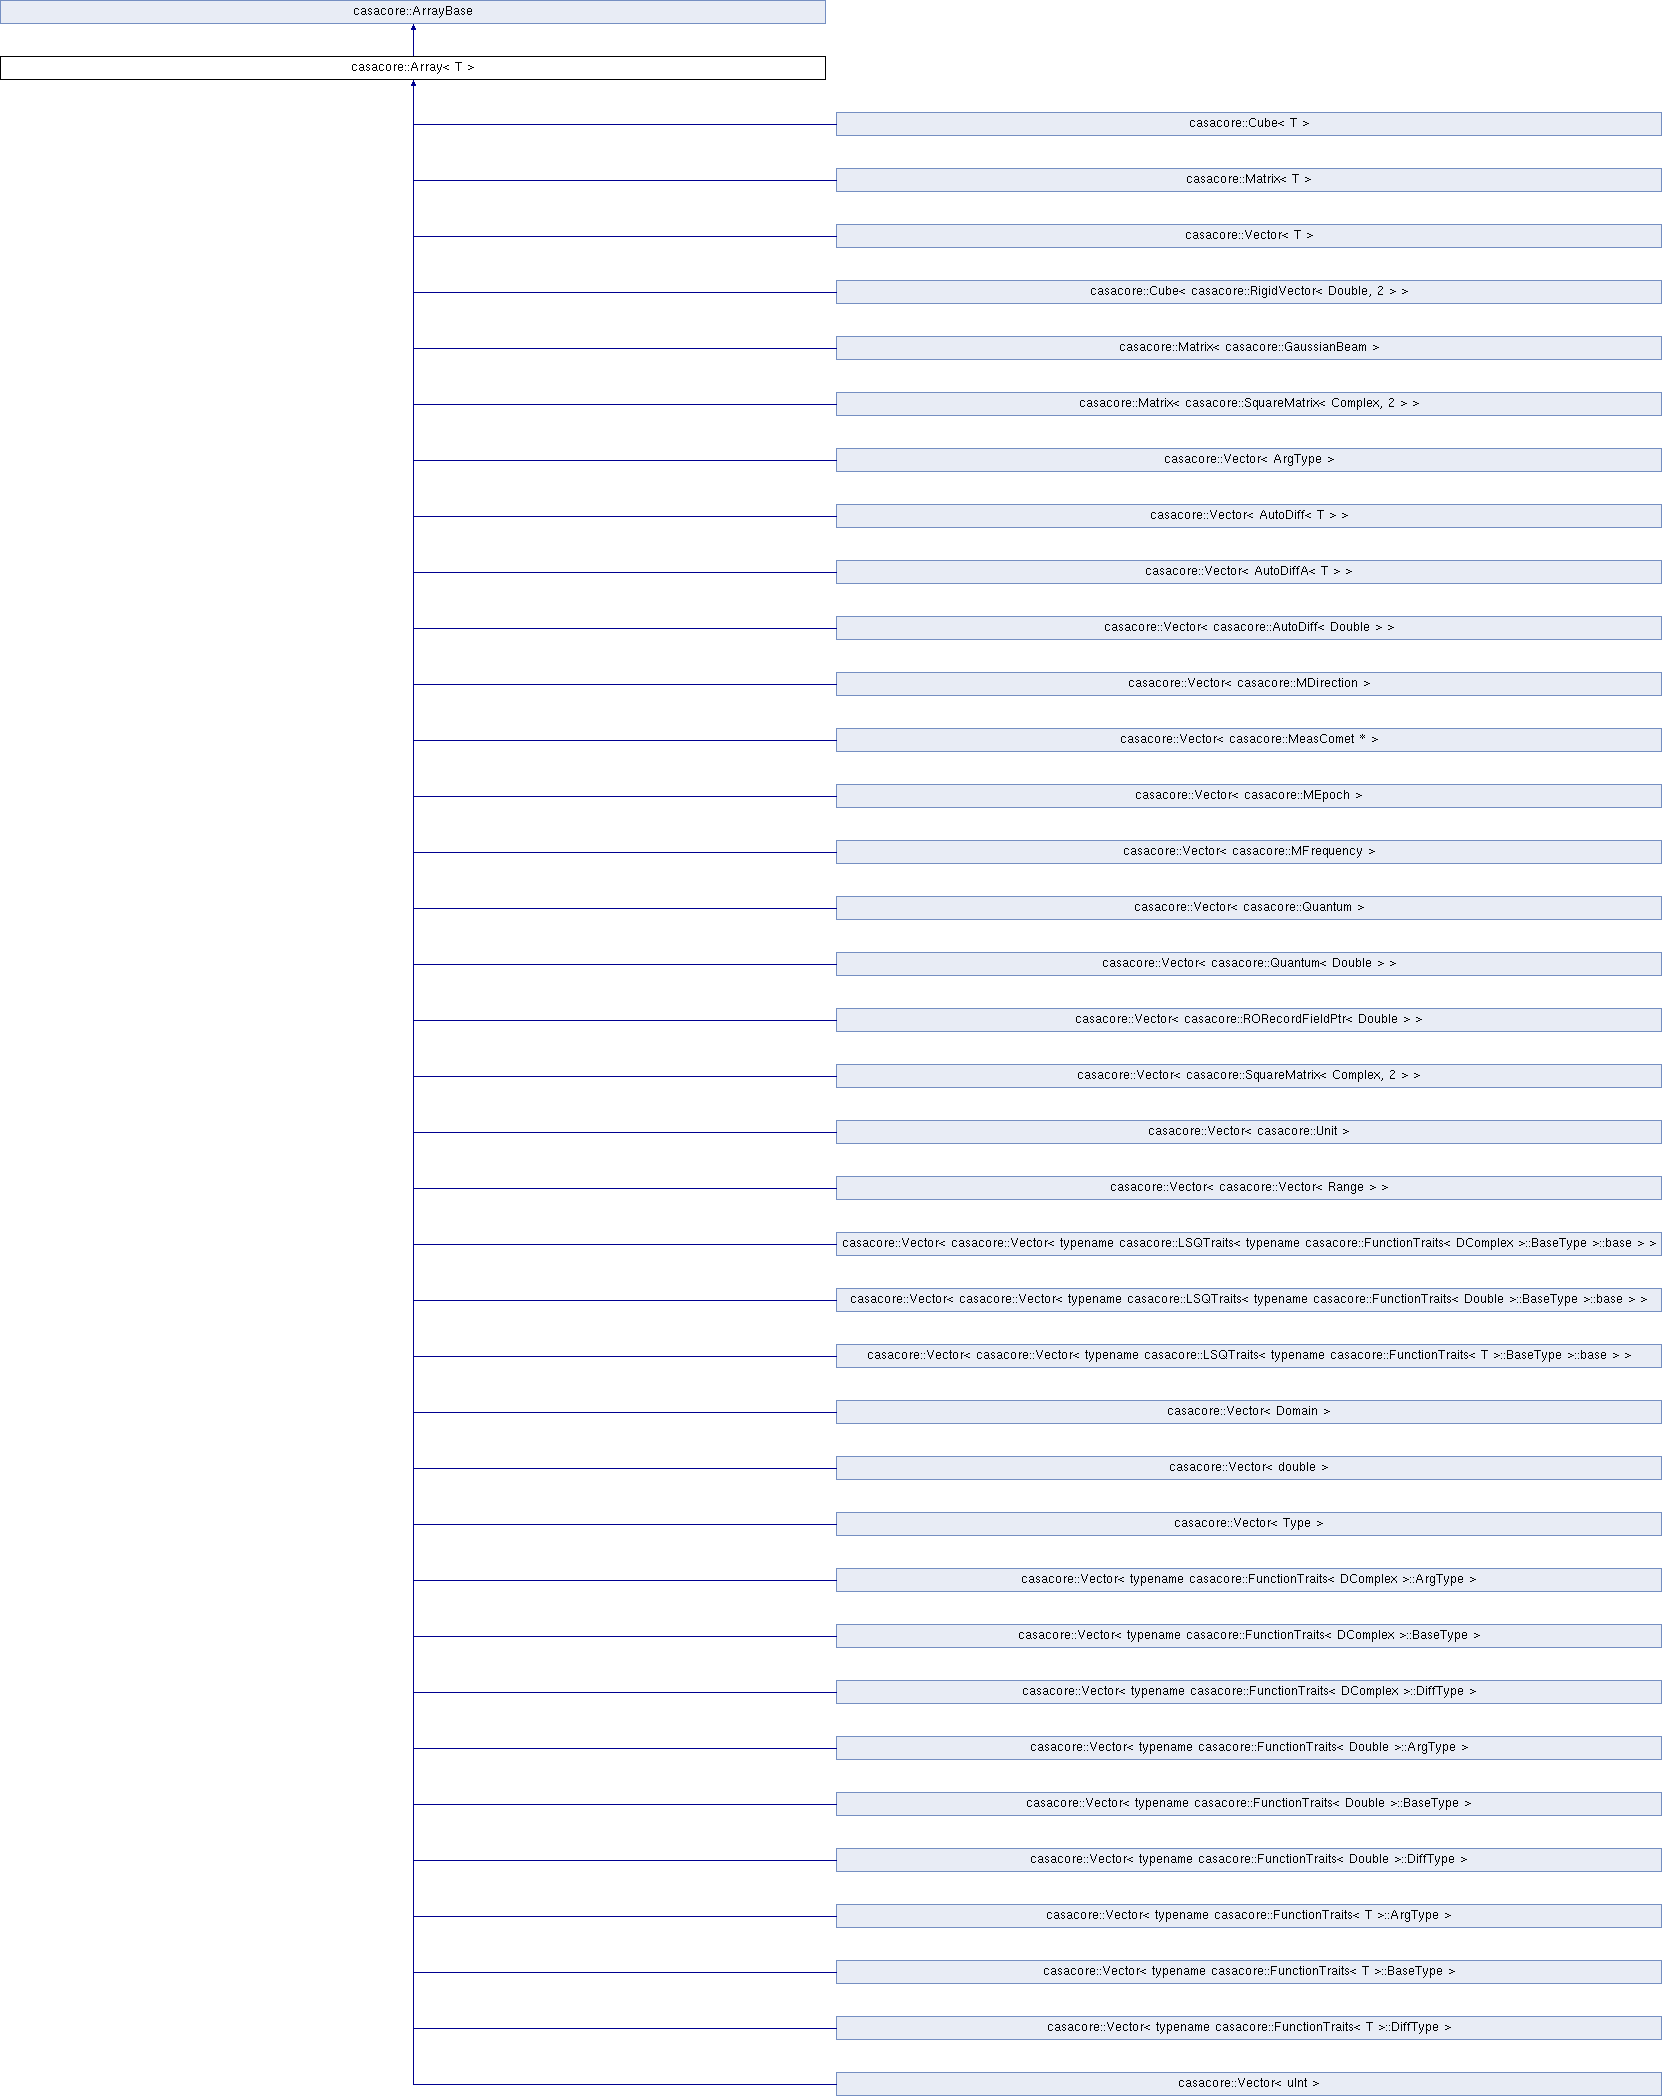 casacore::ArrayBase
casacore::Array< T >
casacore::Cube< T >
casacore::Matrix< T >
casacore::Vector< T >
casacore::Cube< casacore::RigidVector< Double, 2 > >
casacore::Matrix< casacore::GaussianBeam >
casacore::Matrix< casacore::SquareMatrix< Complex, 2 > >
casacore::Vector< ArgType >
casacore::Vector< AutoDiff< T > >
casacore::Vector< AutoDiffA< T > >
casacore::Vector< casacore::AutoDiff< Double > >
casacore::Vector< casacore::MDirection >
casacore::Vector< casacore::MeasComet * >
casacore::Vector< casacore::MEpoch >
casacore::Vector< casacore::MFrequency >
casacore::Vector< casacore::Quantum >
casacore::Vector< casacore::Quantum< Double > >
casacore::Vector< casacore::RORecordFieldPtr< Double > >
casacore::Vector< casacore::SquareMatrix< Complex, 2 > >
casacore::Vector< casacore::Unit >
casacore::Vector< casacore::Vector< Range > >
casacore::Vector< casacore::Vector< typename casacore::LSQTraits< typename casacore::FunctionTraits< DComplex >::BaseType >::base > >
casacore::Vector< casacore::Vector< typename casacore::LSQTraits< typename casacore::FunctionTraits< Double >::BaseType >::base > >
casacore::Vector< casacore::Vector< typename casacore::LSQTraits< typename casacore::FunctionTraits< T >::BaseType >::base > >
casacore::Vector< Domain >
casacore::Vector< double >
casacore::Vector< Type >
casacore::Vector< typename casacore::FunctionTraits< DComplex >::ArgType >
casacore::Vector< typename casacore::FunctionTraits< DComplex >::BaseType >
casacore::Vector< typename casacore::FunctionTraits< DComplex >::DiffType >
casacore::Vector< typename casacore::FunctionTraits< Double >::ArgType >
casacore::Vector< typename casacore::FunctionTraits< Double >::BaseType >
casacore::Vector< typename casacore::FunctionTraits< Double >::DiffType >
casacore::Vector< typename casacore::FunctionTraits< T >::ArgType >
casacore::Vector< typename casacore::FunctionTraits< T >::BaseType >
casacore::Vector< typename casacore::FunctionTraits< T >::DiffType >
casacore::Vector< uInt >